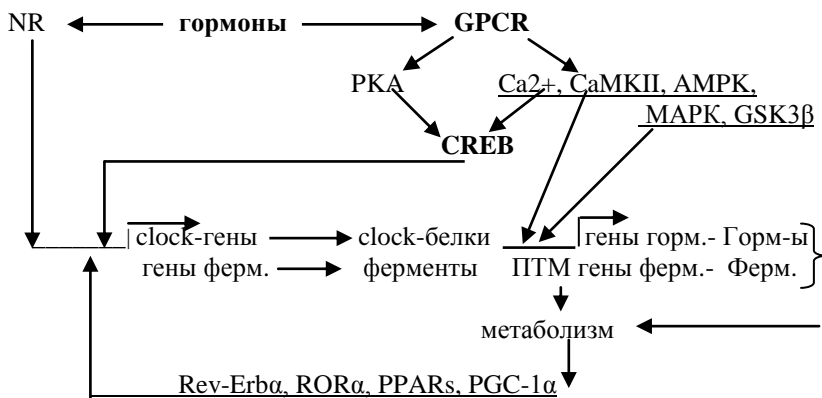 NR гормоны GPCR
PKA Ca2+, CaMKII, AMPK,
МАРК, GSK3β
CREB
clock-гены clock-белки гены горм.- Горм-ы
гены ферм. ферменты ПТМ гены ферм.- Ферм.
метаболизм
Rev-Erbα, RORα, PPARs, PGC-1α